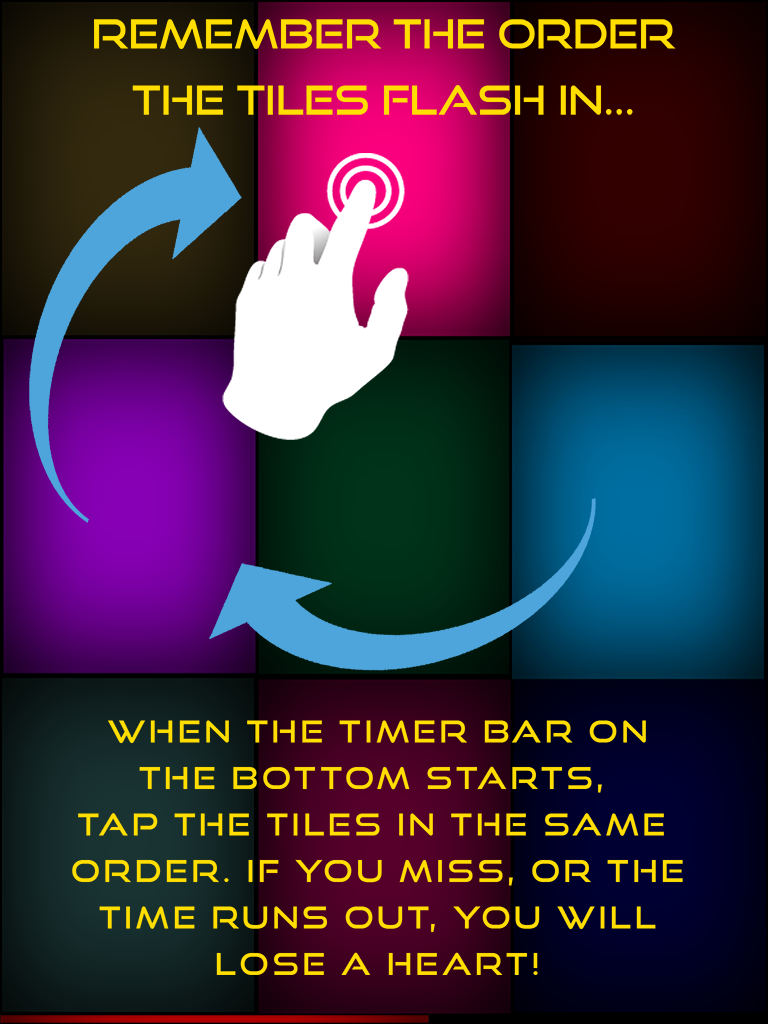 REMEMBER THE ORDER
THE TILES FLASH IN...
WHEN THE TIMER BAR ON
THE BOTTOM STARTS,
TAP THE TILES IN THE SAME
ORDER. IF YOU MISS, OR THE
TIME RUNS OUT, YOU WILL
LOSE A HEART!